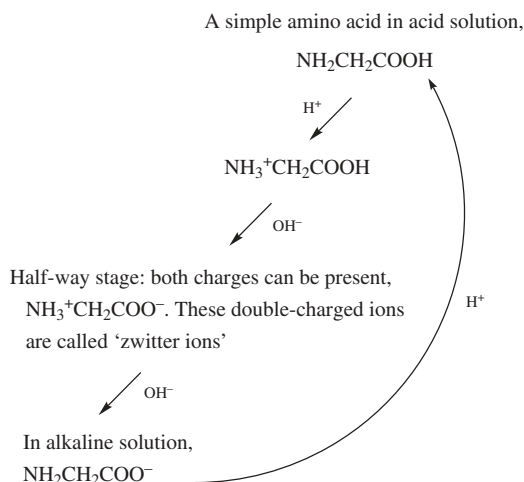 A simple amino acid in acid solution,
NH₂CH₂COOH
H⁺
NH₃⁺CH₂COOH
OH⁻
Half-way stage: both charges can be present,
NH₃⁺CH₂COO⁻. These double-charged ions
are called ‘zwitter ions’
H⁺
OH⁻
In alkaline solution,
NH₂CH₂COO⁻